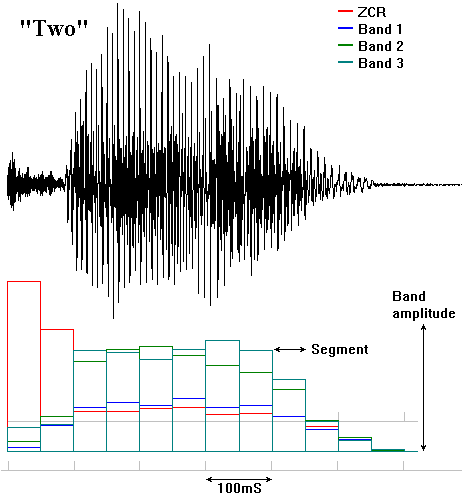 "Two"
ZCR
Band 1
Band 2
Band 3
Band
amplitude
Segment
100mS